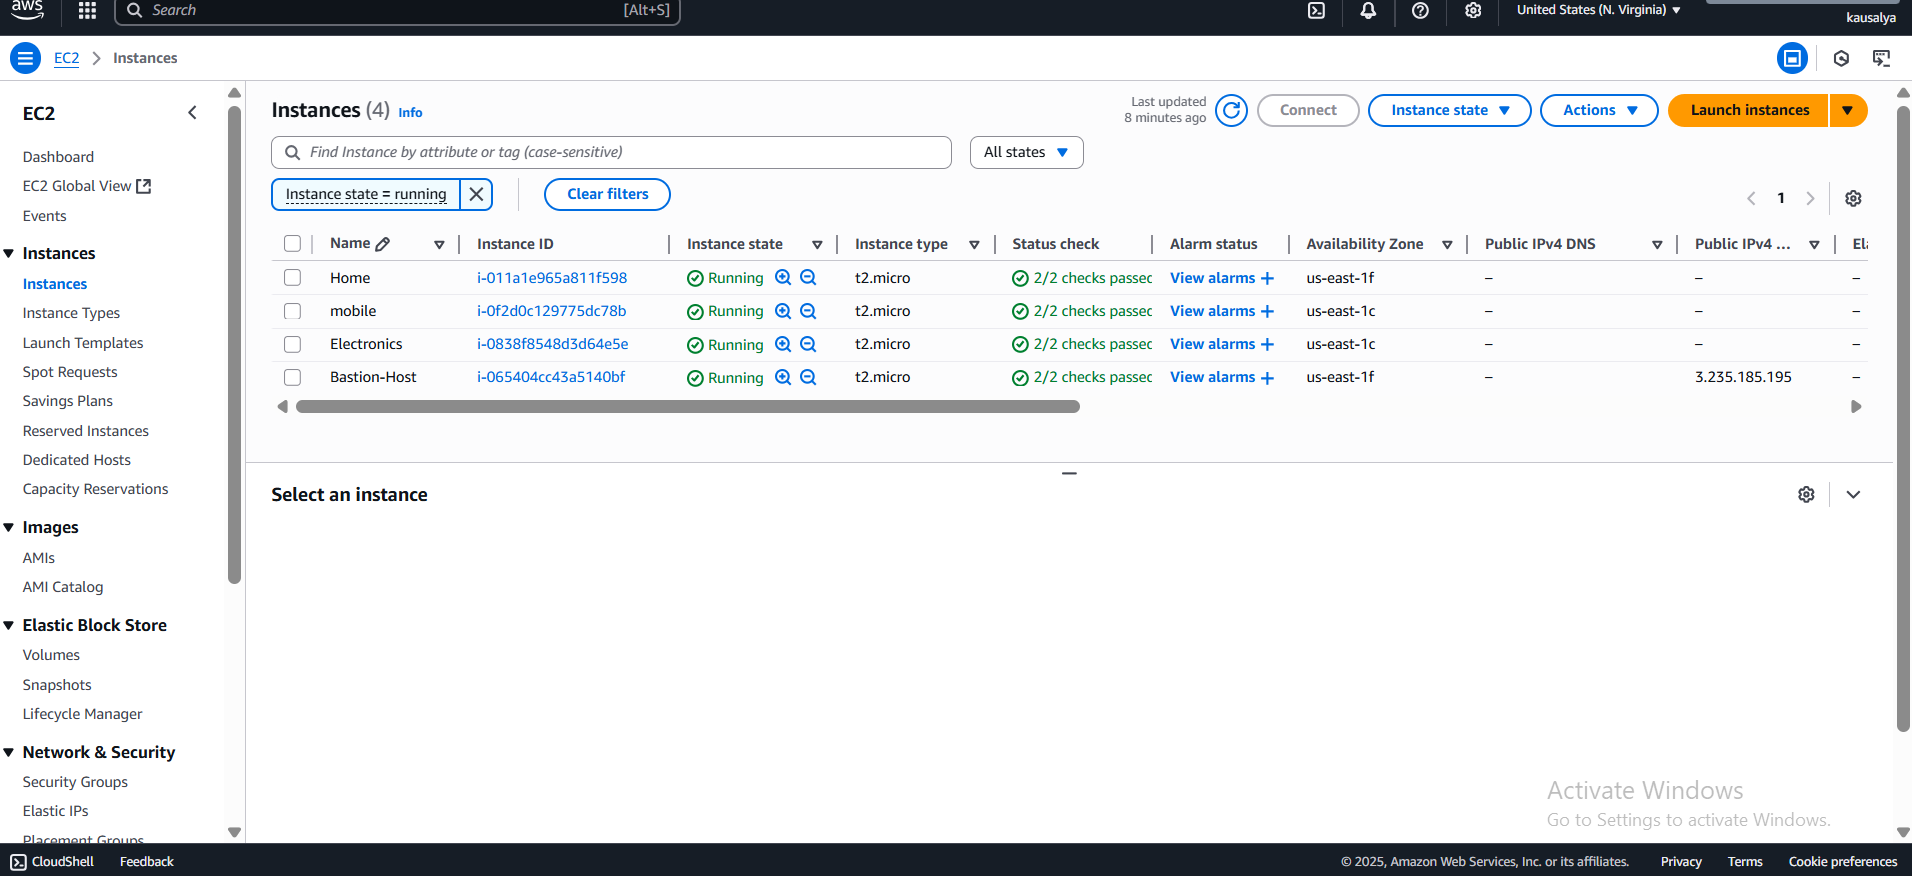 aws
Search [Alt+S]
United States (N. Virginia)
kausalya
EC2 Instances
EC2
Dashboard
EC2 Global View
Events
Instances
Instances
Instance Types
Launch Templates
Spot Requests
Savings Plans
Reserved Instances
Dedicated Hosts
Capacity Reservations
Images
AMIs
AMI Catalog
Elastic Block Store
Volumes
Snapshots
Lifecycle Manager
Network & Security
Security Groups
Elastic IPs
Placement Groups
Instances (4) Info
Last updated
8 minutes ago
Connect
Instance state
Actions
Launch instances
Find Instance by attribute or tag (case-sensitive)
All states
Instance state = running
Clear filters
1
Name Instance ID Instance state Instance type Status check Alarm status Availability Zone Public IPv4 DNS Public IPv4 ... Ela
Home i-011a1e965a811f598 Running t2.micro 2/2 checks passed View alarms + us-east-1f – – –
mobile i-0f2d0c129775dc78b Running t2.micro 2/2 checks passed View alarms + us-east-1c – – –
Electronics i-0838f8548d3d64e5e Running t2.micro 2/2 checks passed View alarms + us-east-1c – – –
Bastion-Host i-065404cc43a5140bf Running t2.micro 2/2 checks passed View alarms + us-east-1f – 3.235.185.195 –
Select an instance
Activate Windows
Go to Settings to activate Windows.
CloudShell Feedback
© 2025, Amazon Web Services, Inc. or its affiliates. Privacy Terms Cookie preferences